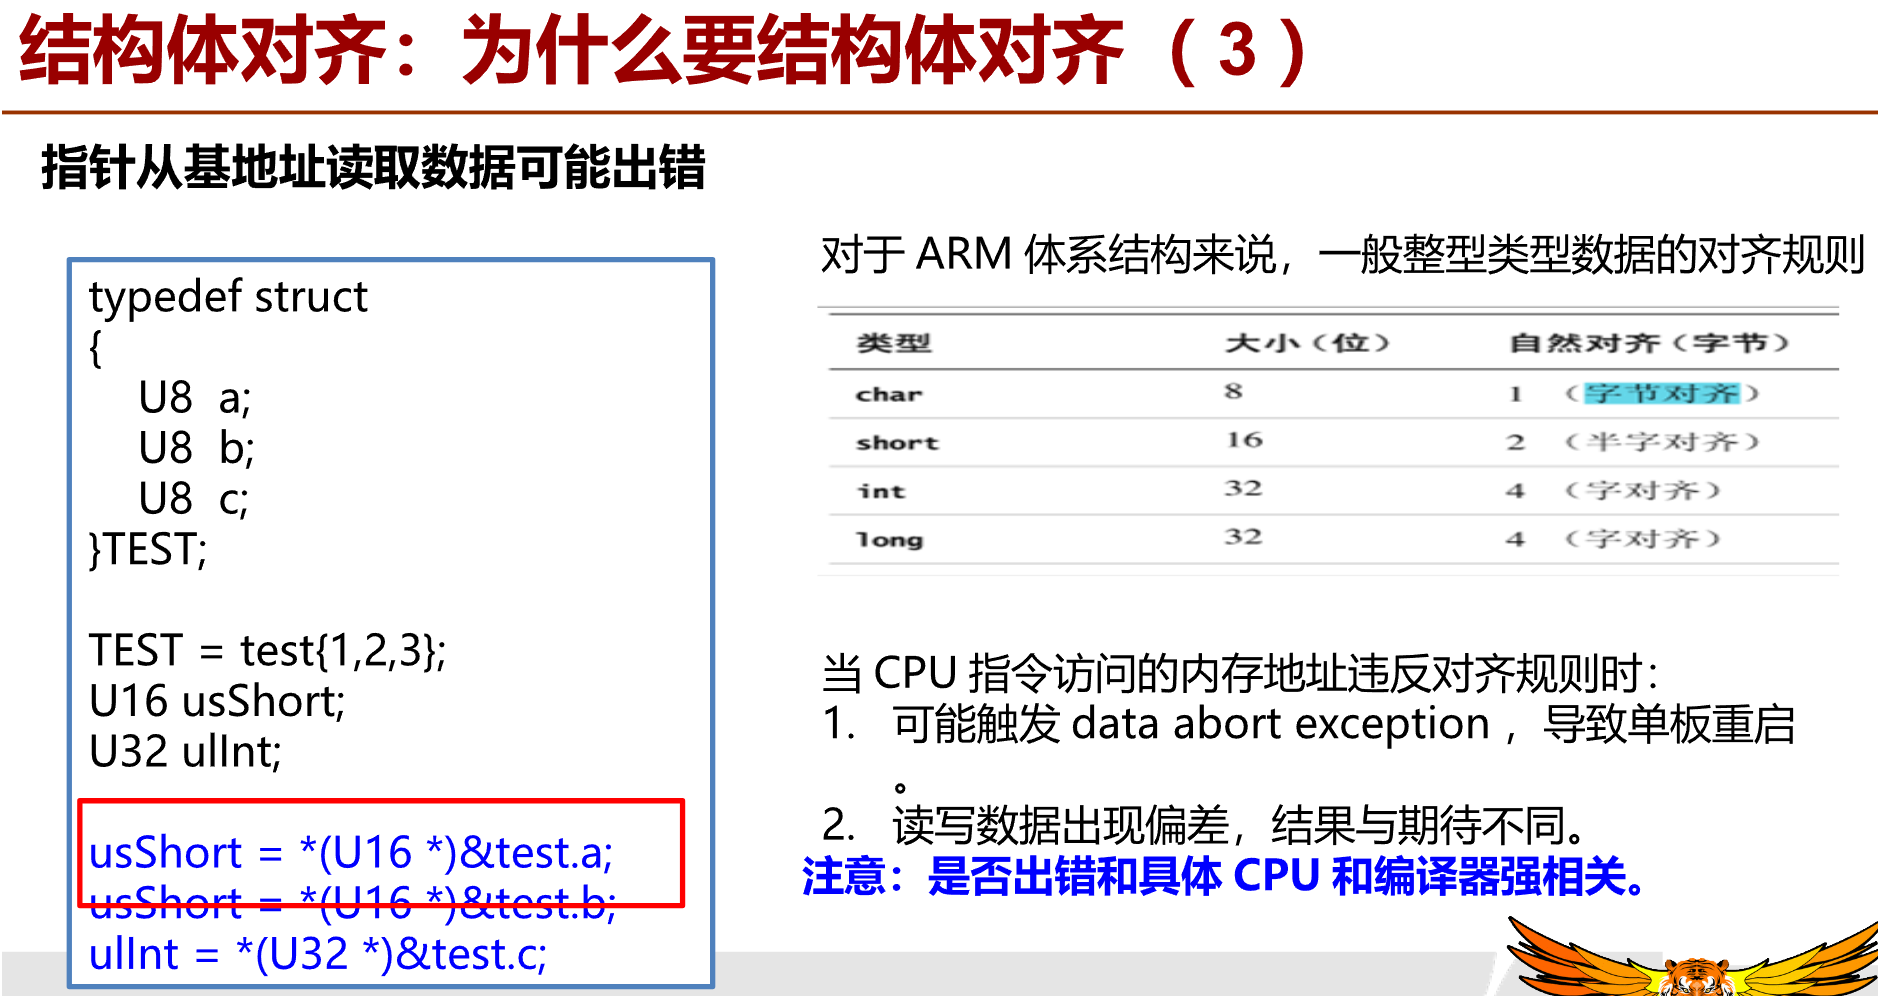 结构体对齐：为什么要结构体对齐（3）
指针从基地址读取数据可能出错
typedef struct
{
U8 a;
U8 b;
U8 c;
}TEST;
TEST = test{1,2,3};
U16 usShort;
U32 ulInt;
usShort = *(U16 *)&test.a;
usShort = *(U16 *)&test.b;
ulInt = *(U32 *)&test.c;
对于 ARM 体系结构来说，一般整型类型数据的对齐规则
类型 大小（位） 自然对齐（字节）
char 8 1 （字节对齐）
short 16 2 （半字对齐）
int 32 4 （字对齐）
long 32 4 （字对齐）
当 CPU 指令访问的内存地址违反对齐规则时：
1. 可能触发 data abort exception ，导致单板重启
。
2. 读写数据出现偏差，结果与期待不同。
注意：是否出错和具体 CPU 和编译器强相关。